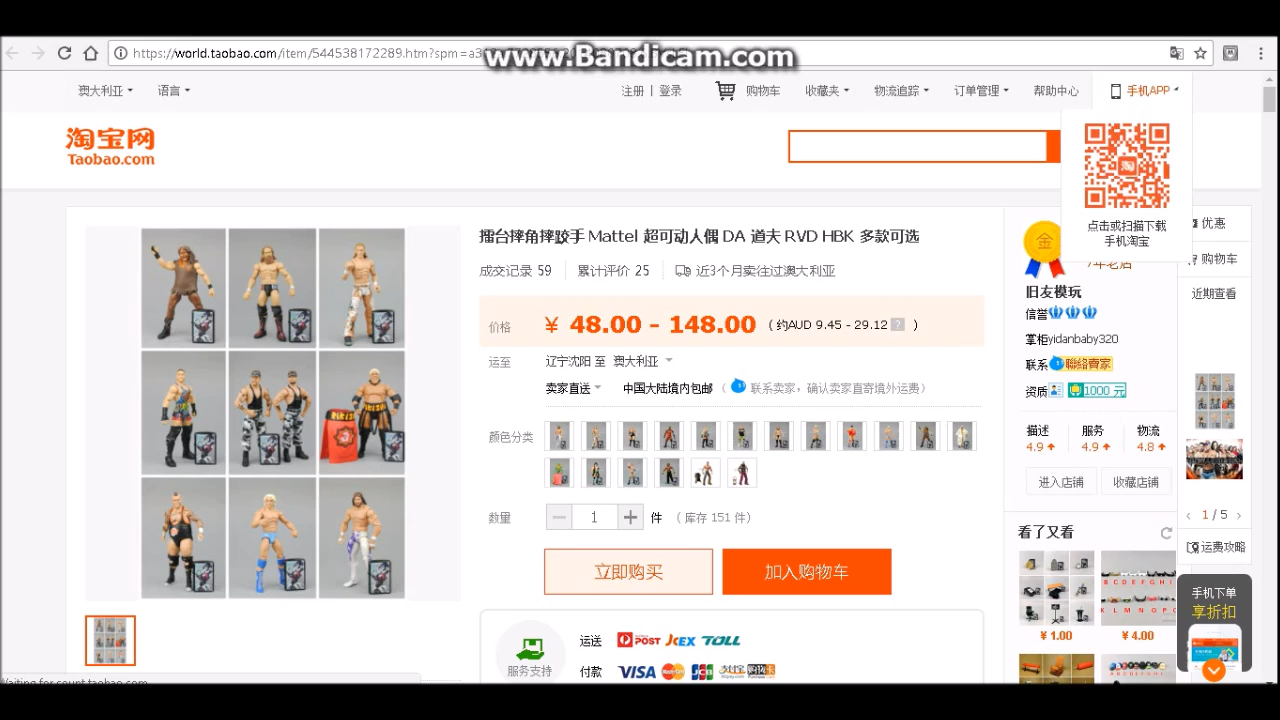 www.Bandicam.com
https://world.taobao.com/item/544538172289.htm?spm=a3
澳大利亚
语言
注册 | 登录
购物车
收藏夹
物流追踪
订单管理
帮助中心
手机APP
淘宝网
Taobao.com
点击或扫描下载
手机淘宝
擂台摔角摔跤手 Mattel 超可动人偶 DA 道夫 RVD HBK 多款可选
成交记录 59
累计评价 25
近3个月卖往过澳大利亚
价格
¥ 48.00 - 148.00
( 约AUD 9.45 - 29.12 ? )
运至
辽宁沈阳 至 澳大利亚
卖家直送
中国大陆境内包邮
( 联系卖家，确认卖家直寄境外运费)
颜色分类
数量
1
件
( 库存 151 件)
立即购买
加入购物车
服务支持
运送
POST JCEX TOLL
付款
VISA
JCB
金
7年老店
旧友模玩
信誉
掌柜yidanbaby320
联系
聯絡賣家
资质
1000 元
描述
服务
物流
4.9
4.9
4.8
进入店铺
收藏店铺
看了又看
¥ 1.00
¥ 4.00
优惠
购物车
近期查看
1 / 5
运费攻略
手机下单
享折扣